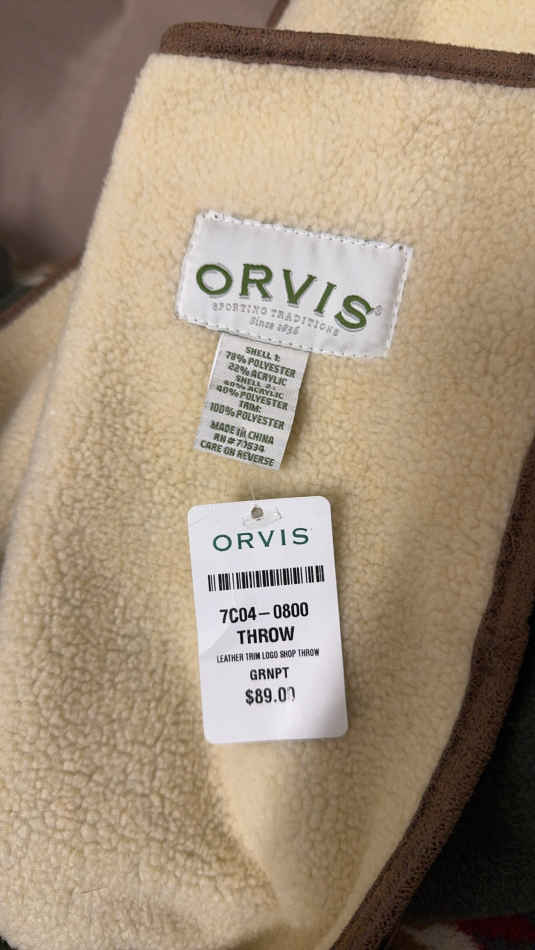 ORVIS®
SPORTING TRADITIONS
Since 1856
SHELL 1:
78% POLYESTER
22% ACRYLIC
SHELL 2:
60% ACRYLIC
40% POLYESTER
TRIM:
100% POLYESTER
MADE IN CHINA
RN# 70534
CARE ON REVERSE
ORVIS
7C04-0800
THROW
LEATHER TRIM LOGO SHOP THROW
GRNPT
$89.00